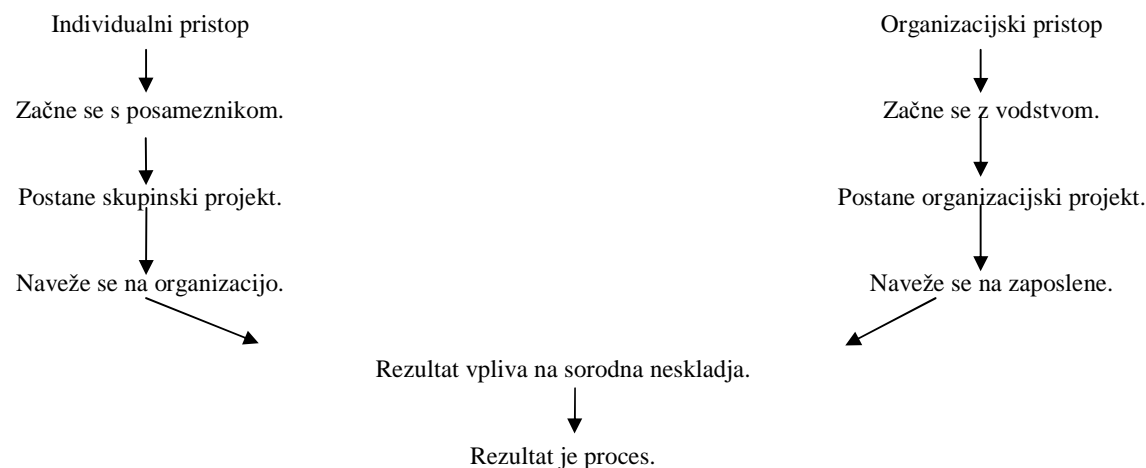 Individualni pristop
Organizacijski pristop
Začne se s posameznikom.
Začne se z vodstvom.
Postane skupinski projekt.
Postane organizacijski projekt.
Naveže se na organizacijo.
Naveže se na zaposlene.
Rezultat vpliva na sorodna neskladja.
Rezultat je proces.